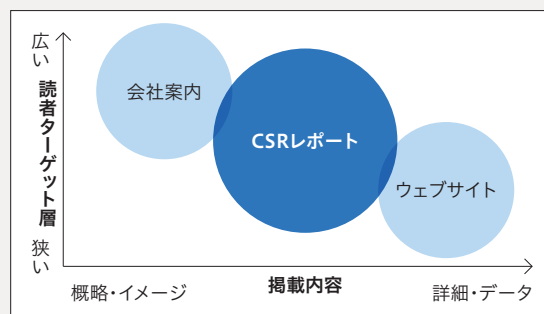 広い
読者ターゲット層
狭い
会社案内
CSRレポート
ウェブサイト
概略・イメージ
掲載内容
詳細・データ